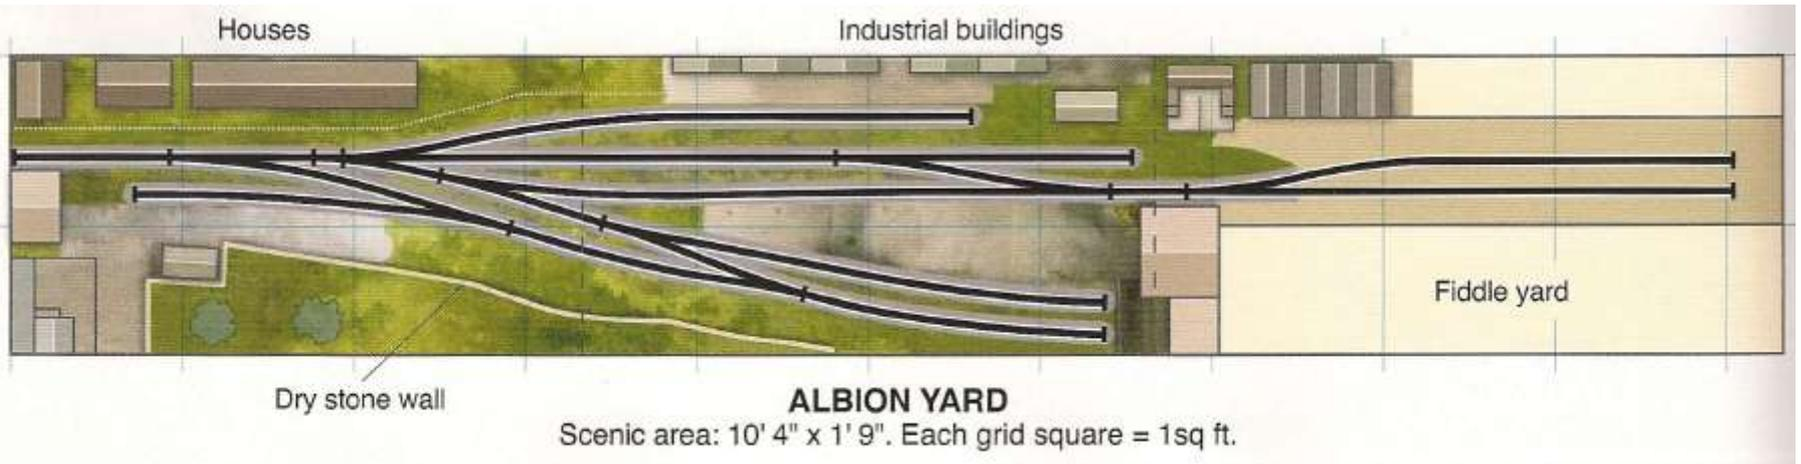 Houses
Industrial buildings
Fiddle yard
Dry stone wall
ALBION YARD
Scenic area: 10' 4" x 1' 9". Each grid square = 1sq ft.